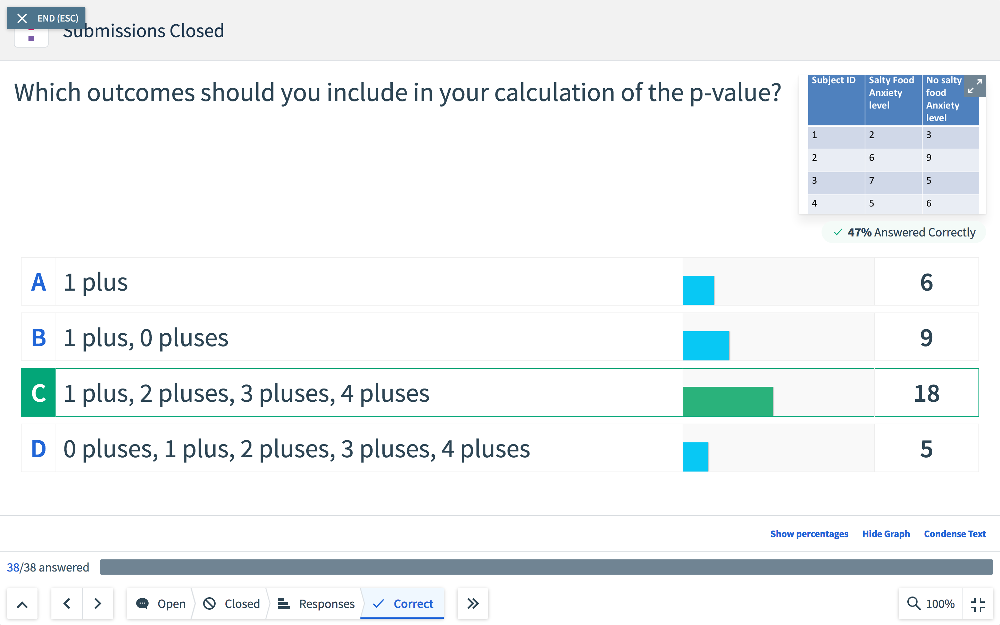 END (ESC)
Submissions Closed
Which outcomes should you include in your calculation of the p-value?
Subject ID Salty Food Anxiety level No salty food Anxiety level
1 2 3
2 6 9
3 7 5
4 5 6
47% Answered Correctly
A 1 plus 6
B 1 plus, 0 pluses 9
C 1 plus, 2 pluses, 3 pluses, 4 pluses 18
D 0 pluses, 1 plus, 2 pluses, 3 pluses, 4 pluses 5
Show percentages Hide Graph Condense Text
38/38 answered
Open Closed Responses Correct 100%